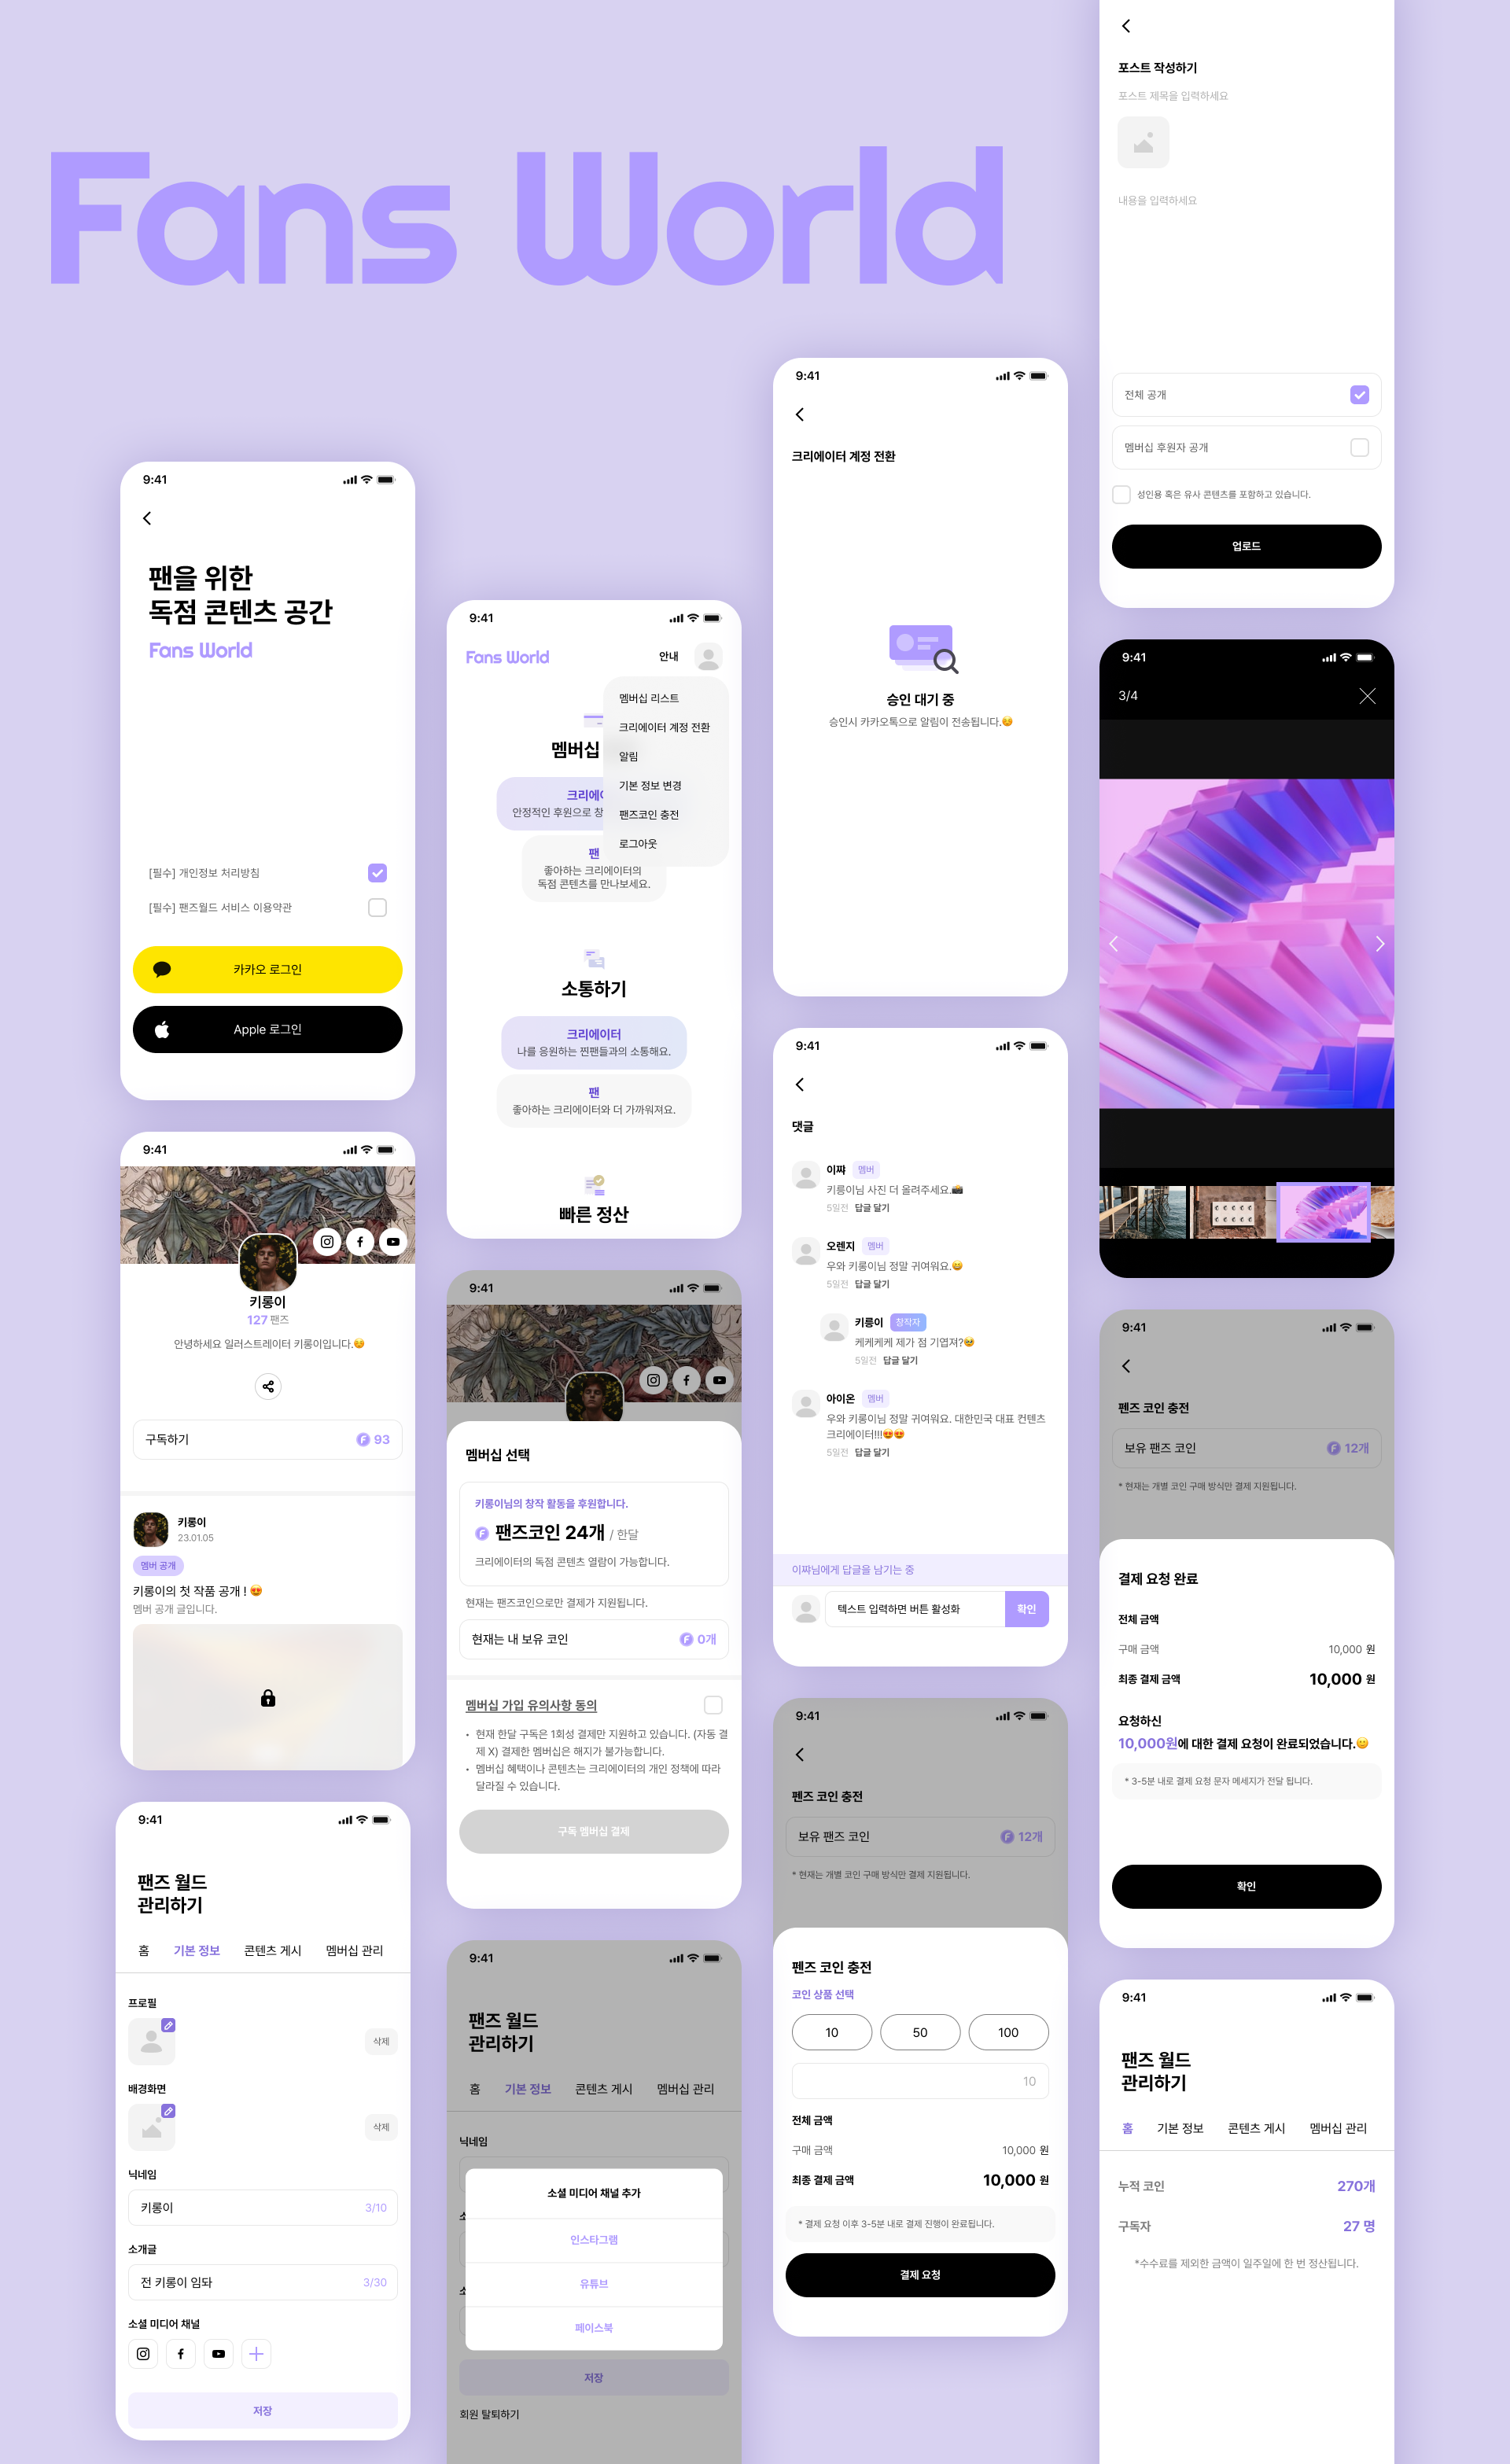 Fans World
9:41
팬을 위한
독점 콘텐츠 공간
Fans World
[필수] 개인정보 처리방침
[필수] 팬즈월드 서비스 이용약관
카카오 로그인
Apple 로그인
9:41
키롱이
127 팬즈
안녕하세요 일러스트레이터 키롱이입니다.😏
구독하기
F 93
키롱이
23.01.05
멤버 공개
키롱이의 첫 작품 공개 ! 😍
멤버 공개 글입니다.
9:41
팬즈 월드
관리하기
홈 기본 정보 콘텐츠 게시 멤버십 관리
프로필
삭제
배경화면
삭제
닉네임
키롱이 3/10
소개글
전 키롱이 임돠 3/30
소셜 미디어 채널
저장
9:41
Fans World 안내
멤버십 리스트
크리에이터 계정 전환
알림
기본 정보 변경
팬즈코인 충전
로그아웃
멤버십
크리에이
안정적인 후원으로 창
팬
좋아하는 크리에이터의
독점 콘텐츠를 만나보세요.
소통하기
크리에이터
나를 응원하는 찐팬들과의 소통해요.
팬
좋아하는 크리에이터와 더 가까워져요.
빠른 정산
9:41
멤버십 선택
키롱이님의 창작 활동을 후원합니다.
F 팬즈코인 24개 / 한달
크리에이터의 독점 콘텐츠 열람이 가능합니다.
현재는 팬즈코인으로만 결제가 지원됩니다.
현재는 내 보유 코인 F 0개
멤버십 가입 유의사항 동의
• 현재 한달 구독은 1회성 결제만 지원하고 있습니다. (자동 결
제 X) 결제한 멤버십은 해지가 불가능합니다.
• 멤버십 혜택이나 콘텐츠는 크리에이터의 개인 정책에 따라
달라질 수 있습니다.
구독 멤버십 결제
9:41
팬즈 월드
관리하기
홈 기본 정보 콘텐츠 게시 멤버십 관리
닉네임
소셜 미디어 채널 추가
인스타그램
유튜브
페이스북
저장
회원 탈퇴하기
9:41
크리에이터 계정 전환
승인 대기 중
승인시 카카오톡으로 알림이 전송됩니다.😏
9:41
댓글
이쨔 멤버
키롱이님 사진 더 올려주세요.📸
5일전 답글 달기
오렌지 멤버
우와 키롱이님 정말 귀여워요.😄
5일전 답글 달기
키롱이 창작자
케케케케 제가 점 기엽져?🥹
5일전 답글 달기
아이온 멤버
우와 키롱이님 정말 귀여워요. 대한민국 대표 컨텐츠
크리에이터!!!😍😍
5일전 답글 달기
이쨔님에게 답글을 남기는 중
텍스트 입력하면 버튼 활성화 확인
9:41
펜즈 코인 충전
보유 팬즈 코인 F 12개
* 현재는 개별 코인 구매 방식만 결제 지원됩니다.
펜즈 코인 충전
코인 상품 선택
10 50 100
10
전체 금액
구매 금액 10,000 원
최종 결제 금액 10,000 원
* 결제 요청 이후 3-5분 내로 결제 진행이 완료됩니다.
결제 요청
포스트 작성하기
포스트 제목을 입력하세요
내용을 입력하세요
전체 공개
멤버십 후원자 공개
성인용 혹은 유사 콘텐츠를 포함하고 있습니다.
업로드
9:41
3/4
9:41
펜즈 코인 충전
보유 팬즈 코인 F 12개
* 현재는 개별 코인 구매 방식만 결제 지원됩니다.
결제 요청 완료
전체 금액
구매 금액 10,000 원
최종 결제 금액 10,000 원
요청하신
10,000원에 대한 결제 요청이 완료되었습니다.😊
* 3-5분 내로 결제 요청 문자 메세지가 전달 됩니다.
확인
9:41
팬즈 월드
관리하기
홈 기본 정보 콘텐츠 게시 멤버십 관리
누적 코인 270개
구독자 27 명
*수수료를 제외한 금액이 일주일에 한 번 정산됩니다.